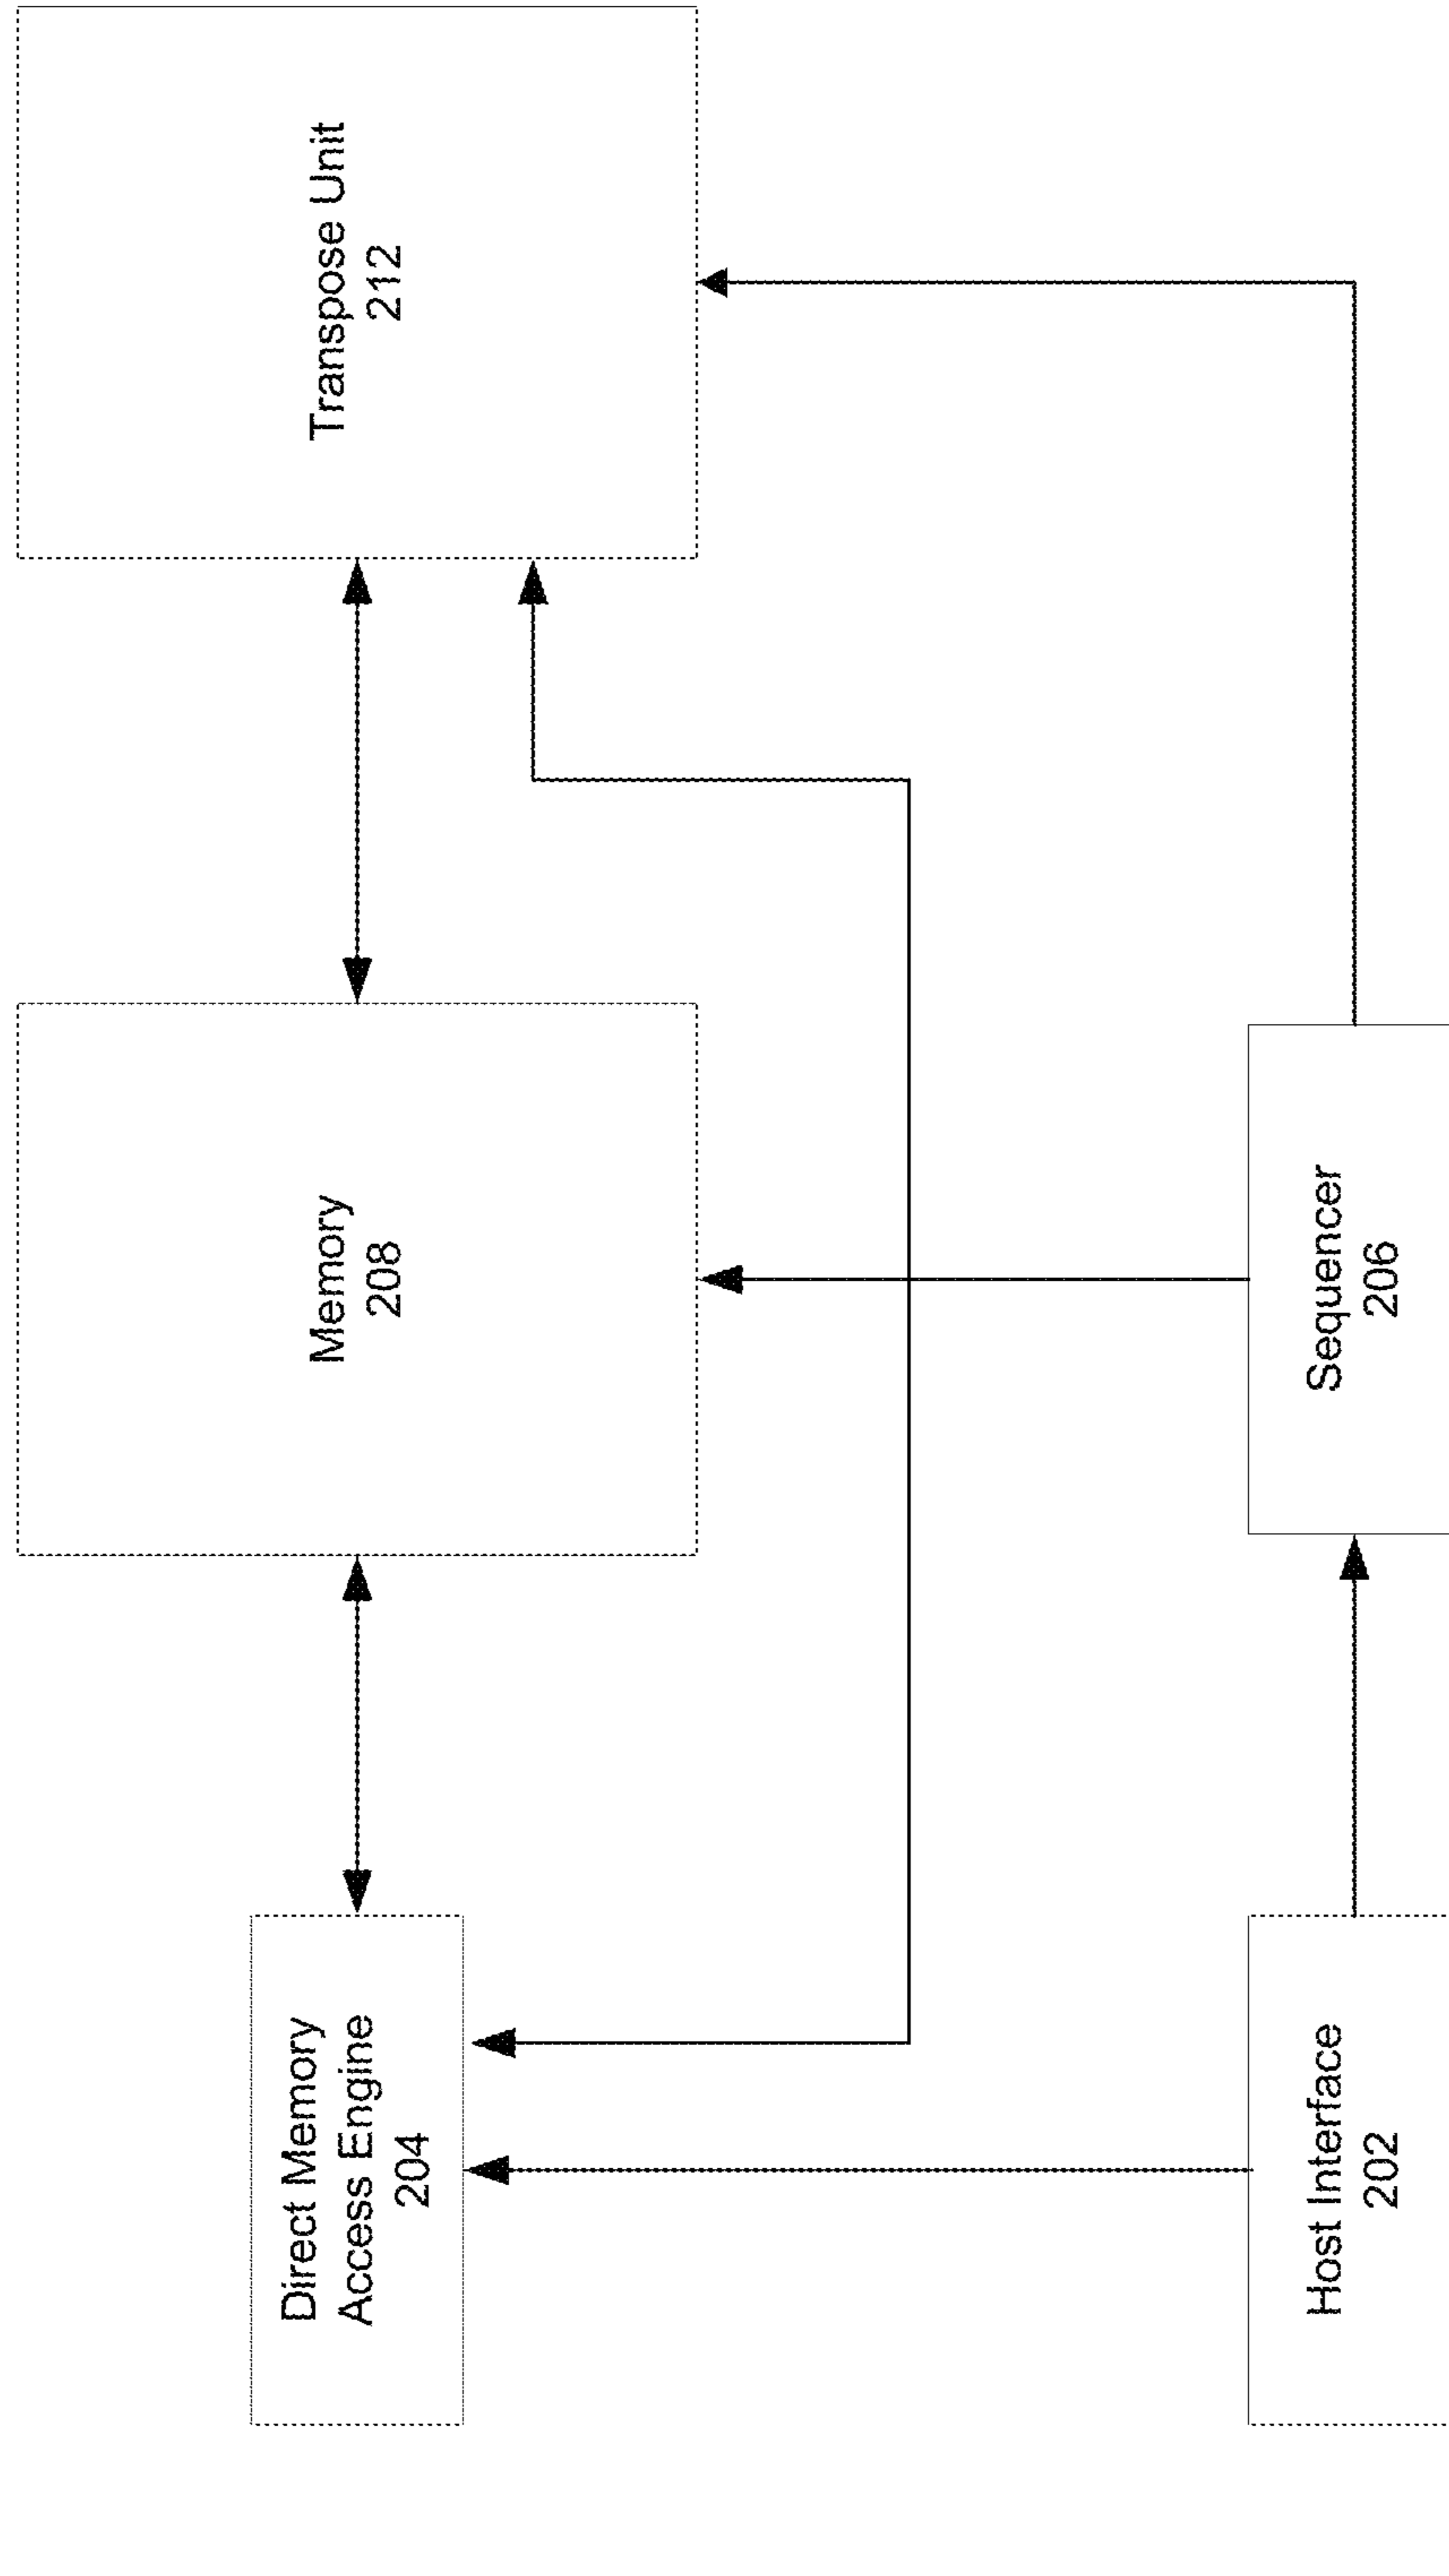 Direct Memory
Access Engine
204
Memory
208
Transpose Unit
212
Host Interface
202
Sequencer
206